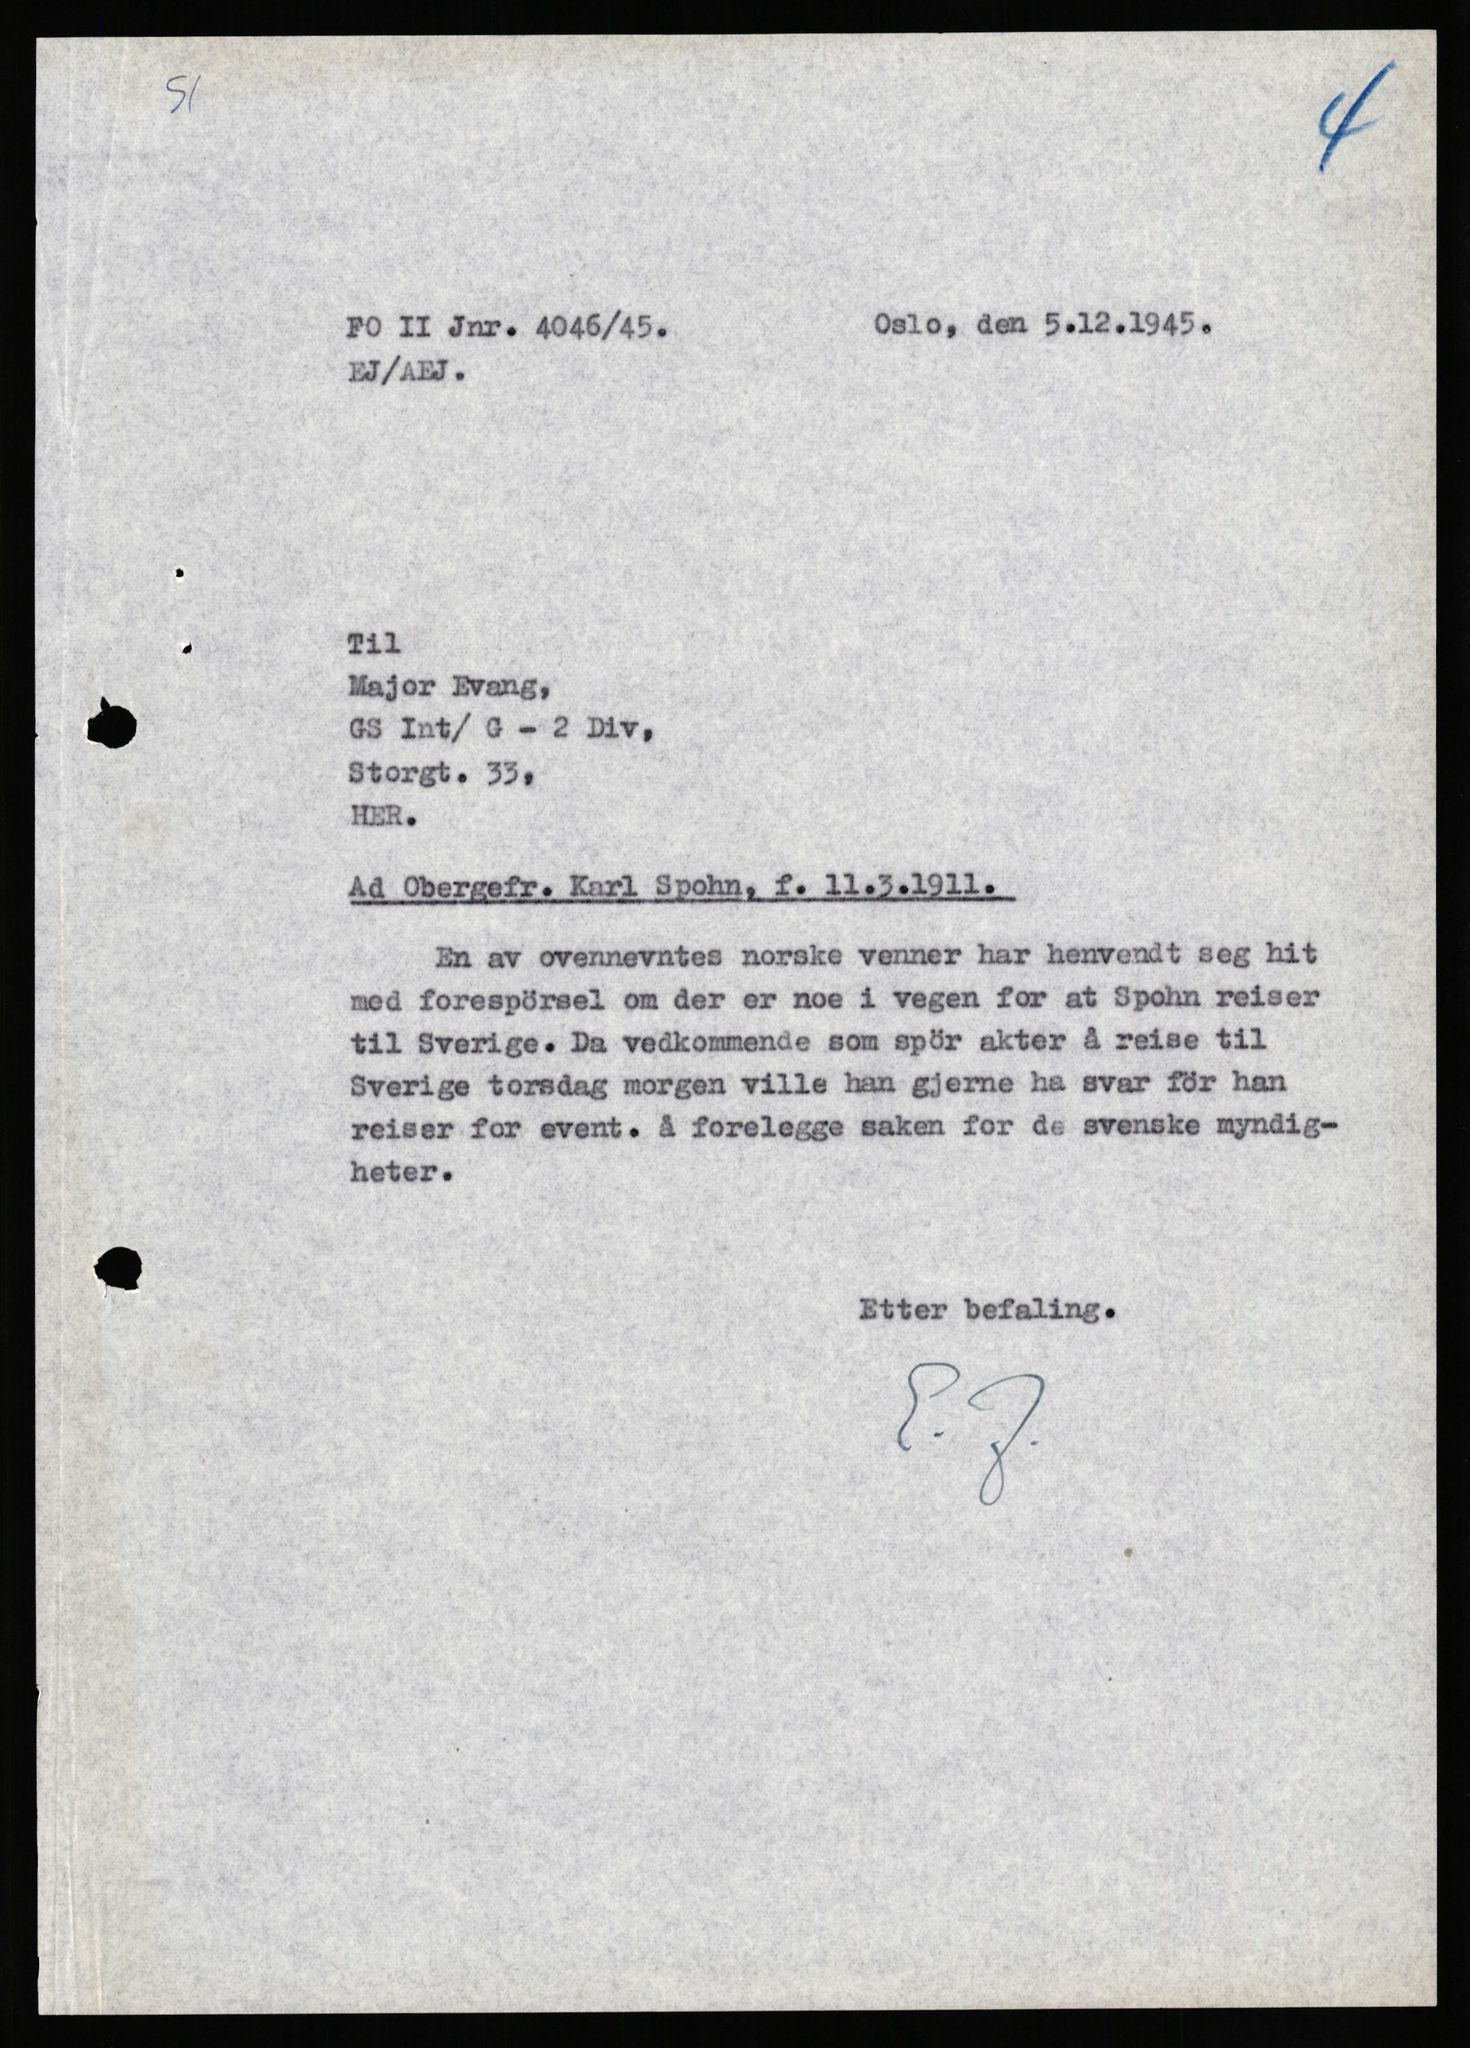 51
4
FO II Jnr. 4046/45. Oslo, den 5.12.1945.
EJ/AEJ.
Til
Major Evang,
GS Int/ G - 2 Div,
Storgt. 33,
HER.
Ad Obergefr. Karl Spohn, f. 11.3.1911.
En av ovennevntes norske venner har henvendt seg hit
med forespörsel om der er noe i vegen for at Spohn reiser
til Sverige. Da vedkommende som spör akter å reise til
Sverige torsdag morgen ville han gjerne ha svar för han
reiser for event. å forelegge saken for de svenske myndig-
heter.
Etter befaling.
E. J.